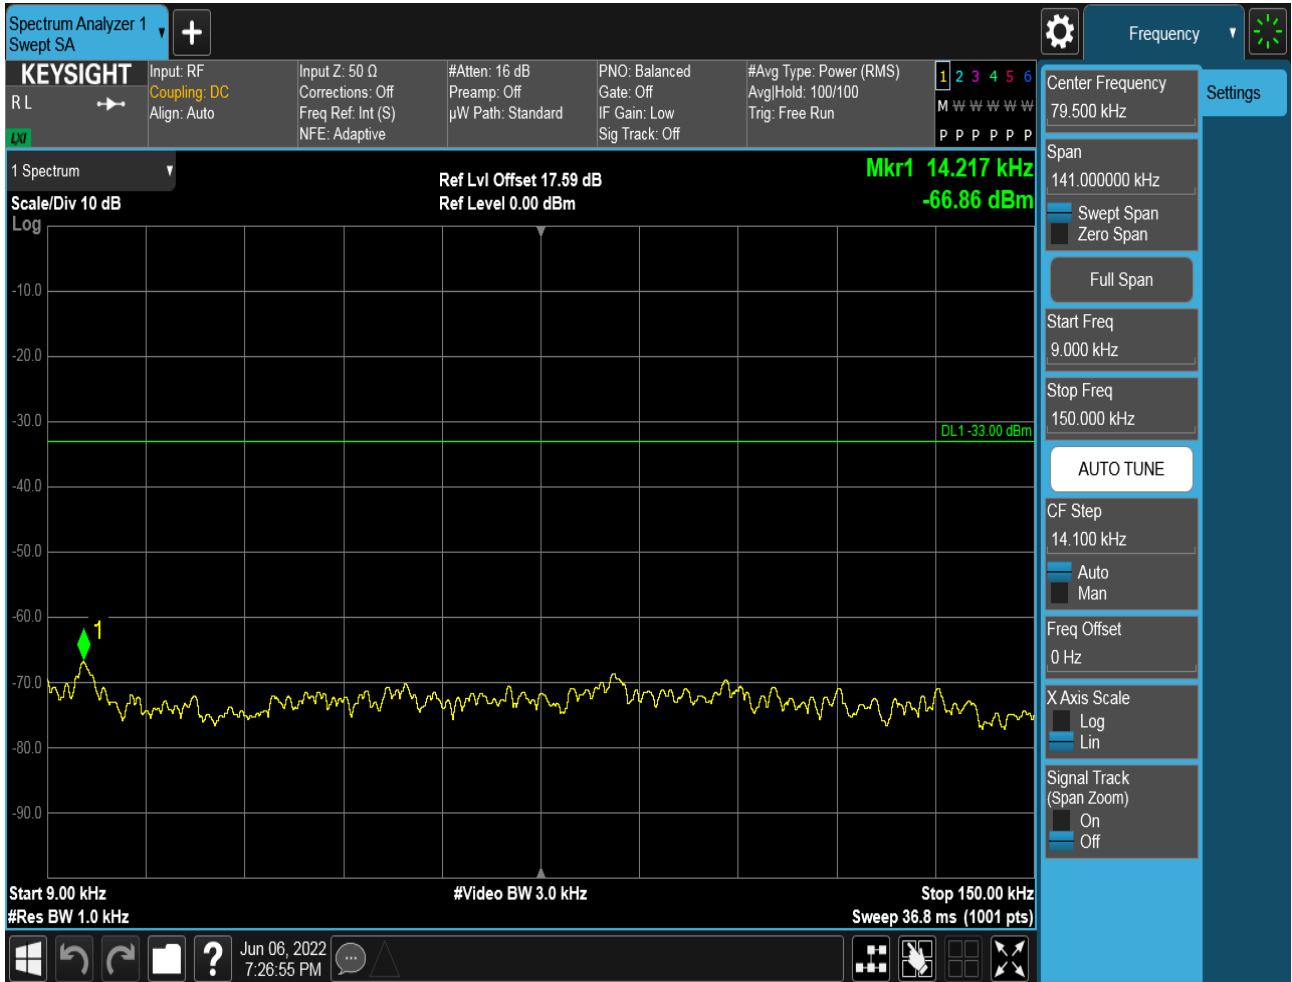 Spectrum Analyzer 1
Swept SA
Frequency
KEYSIGHT
R L
LXI
Input: RF
Coupling: DC
Align: Auto
Input Z: 50 Ω
Corrections: Off
Freq Ref: Int (S)
NFE: Adaptive
#Atten: 16 dB
Preamp: Off
µW Path: Standard
PNO: Balanced
Gate: Off
IF Gain: Low
Sig Track: Off
#Avg Type: Power (RMS)
Avg|Hold: 100/100
Trig: Free Run
1 2 3 4 5 6
M W W W W W
P P P P P P
1 Spectrum
Scale/Div 10 dB
Log
Ref Lvl Offset 17.59 dB
Ref Level 0.00 dBm
Mkr1 14.217 kHz
-66.86 dBm
-10.0
-20.0
-30.0
DL1 -33.00 dBm
-40.0
-50.0
-60.0
1
-70.0
-80.0
-90.0
Start 9.00 kHz
#Video BW 3.0 kHz
Stop 150.00 kHz
#Res BW 1.0 kHz
Sweep 36.8 ms (1001 pts)
Center Frequency
79.500 kHz
Settings
Span
141.000000 kHz
Swept Span
Zero Span
Full Span
Start Freq
9.000 kHz
Stop Freq
150.000 kHz
AUTO TUNE
CF Step
14.100 kHz
Auto
Man
Freq Offset
0 Hz
X Axis Scale
Log
Lin
Signal Track
(Span Zoom)
On
Off
?
Jun 06, 2022
7:26:55 PM